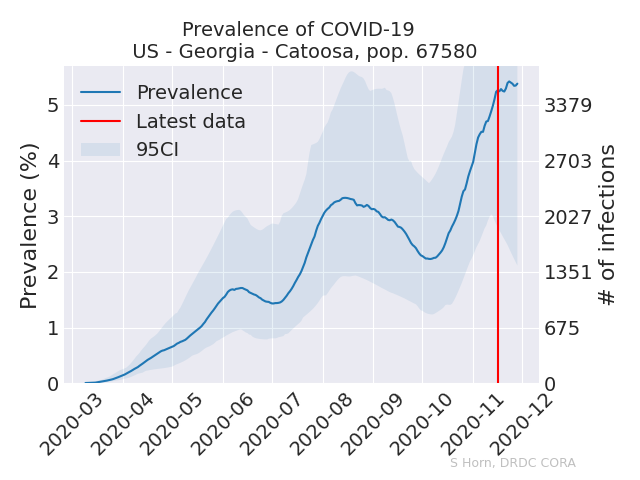 Prevalence of COVID-19
US - Georgia - Catoosa, pop. 67580
Prevalence
Latest data
95CI
Prevalence (%)
5
4
3
2
1
0
3379
2703
2027
1351
675
0
# of infections
2020-03
2020-04
2020-05
2020-06
2020-07
2020-08
2020-09
2020-10
2020-11
2020-12
S Horn, DRDC CORA